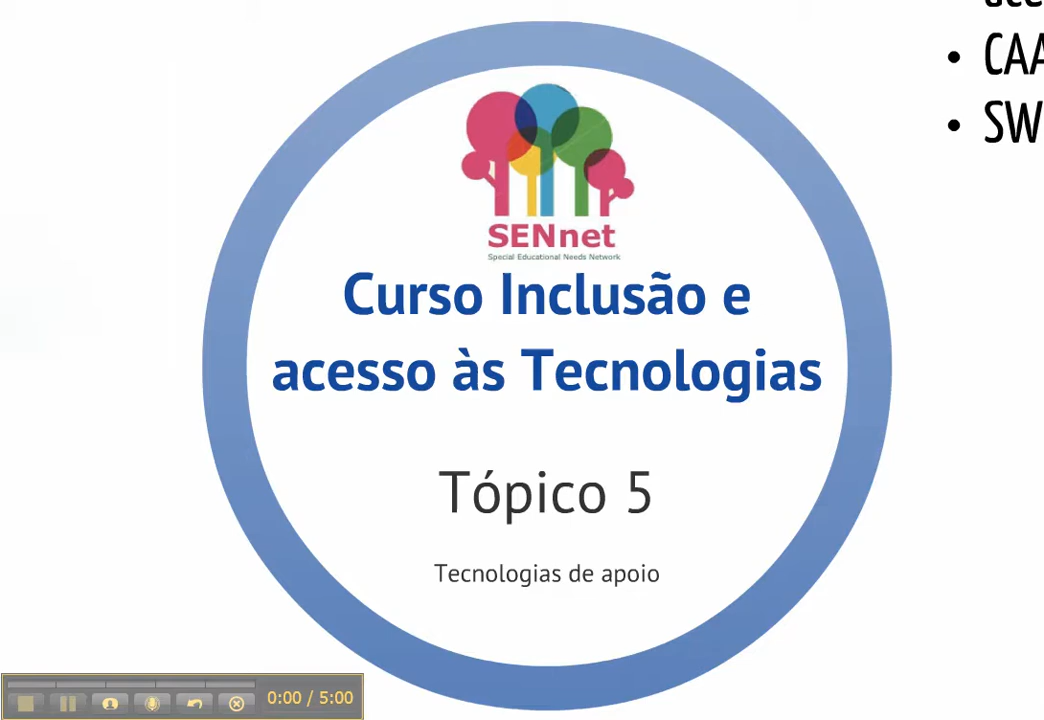 SENnet
Special Educational Needs Network
Curso Inclusão e
acesso às Tecnologias
Tópico 5
Tecnologias de apoio
• CAA
• SW
0:00 / 5:00